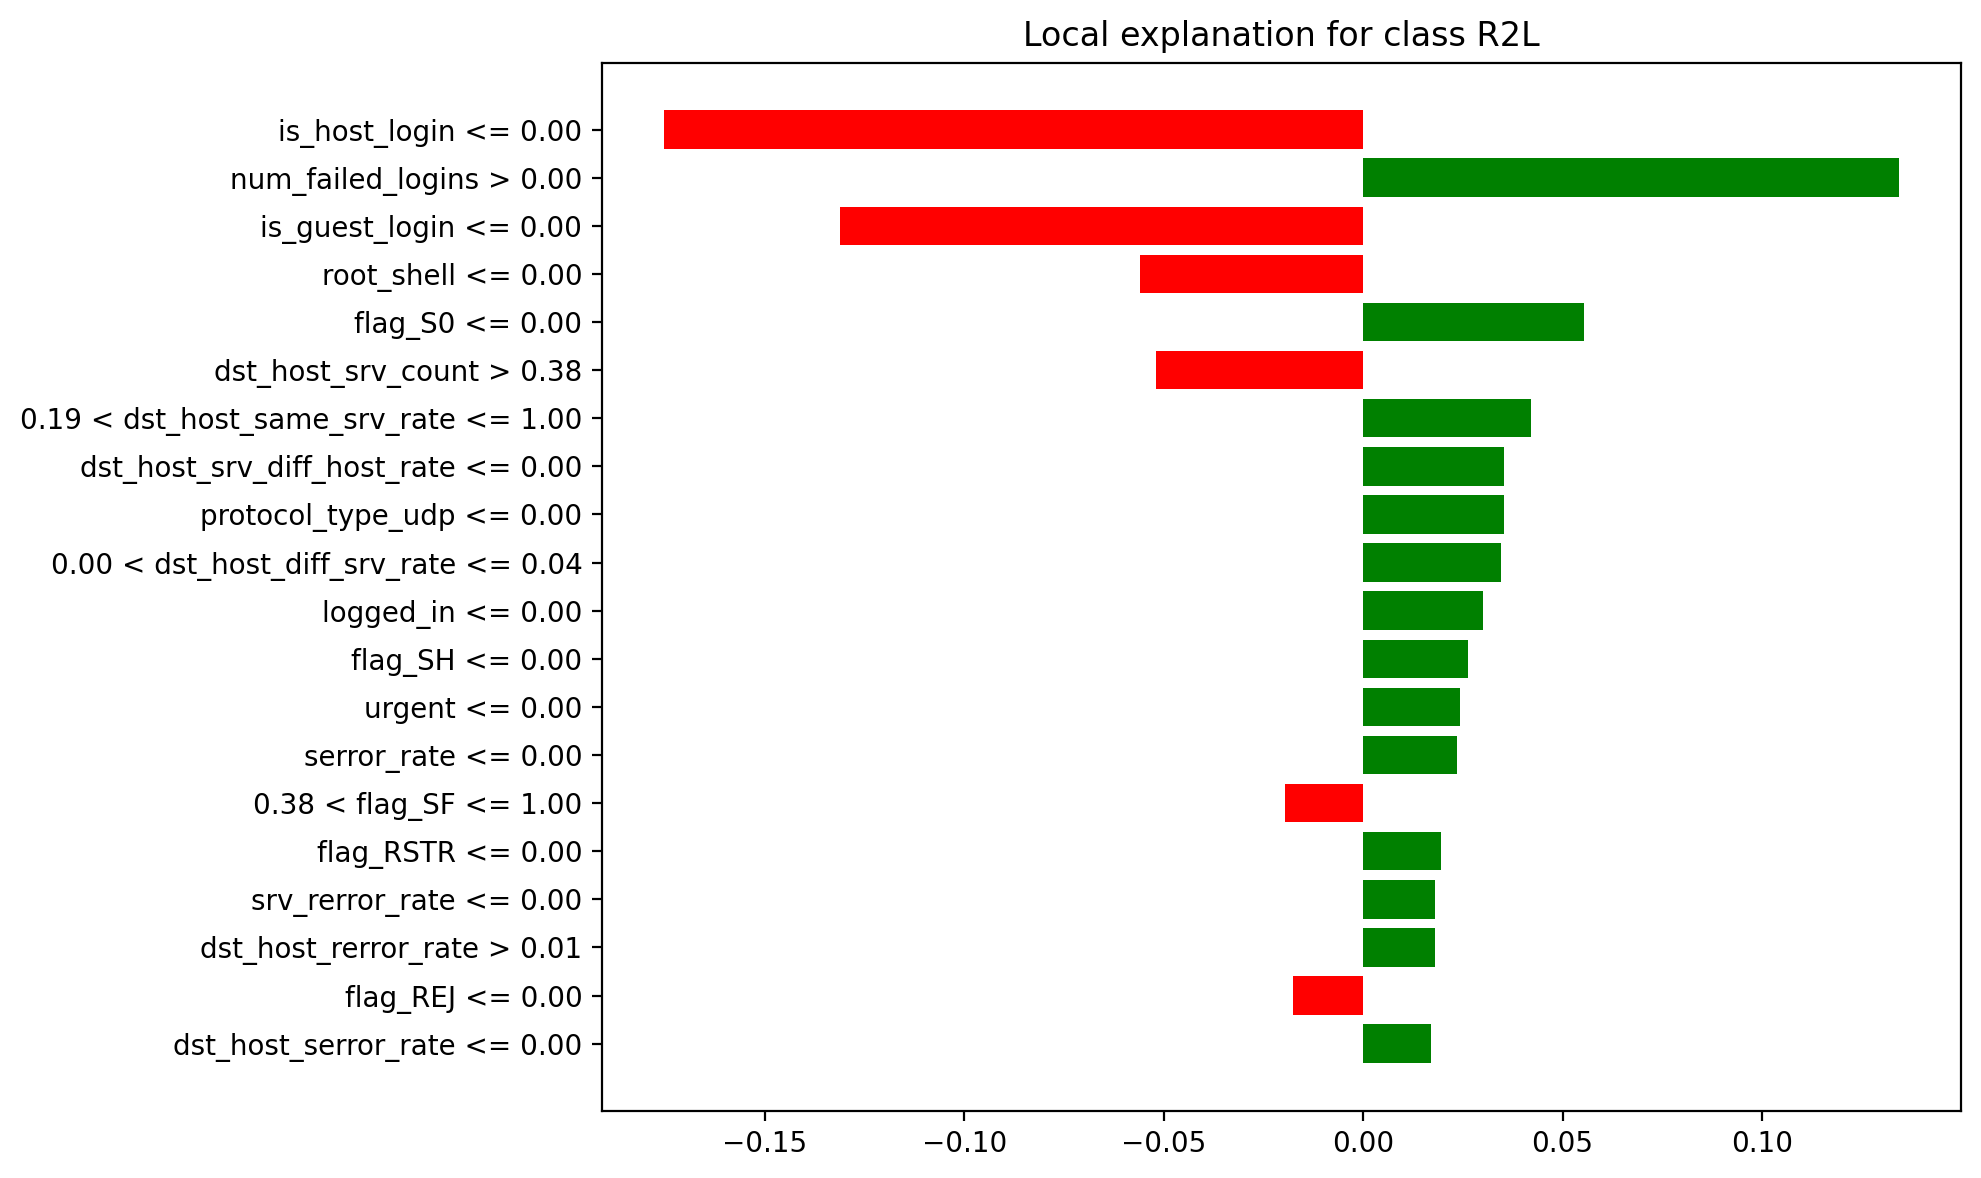 Local explanation for class R2L
is_host_login <= 0.00
num_failed_logins > 0.00
is_guest_login <= 0.00
root_shell <= 0.00
flag_S0 <= 0.00
dst_host_srv_count > 0.38
0.19 < dst_host_same_srv_rate <= 1.00
dst_host_srv_diff_host_rate <= 0.00
protocol_type_udp <= 0.00
0.00 < dst_host_diff_srv_rate <= 0.04
logged_in <= 0.00
flag_SH <= 0.00
urgent <= 0.00
serror_rate <= 0.00
0.38 < flag_SF <= 1.00
flag_RSTR <= 0.00
srv_rerror_rate <= 0.00
dst_host_rerror_rate > 0.01
flag_REJ <= 0.00
dst_host_serror_rate <= 0.00
−0.15 −0.10 −0.05 0.00 0.05 0.10